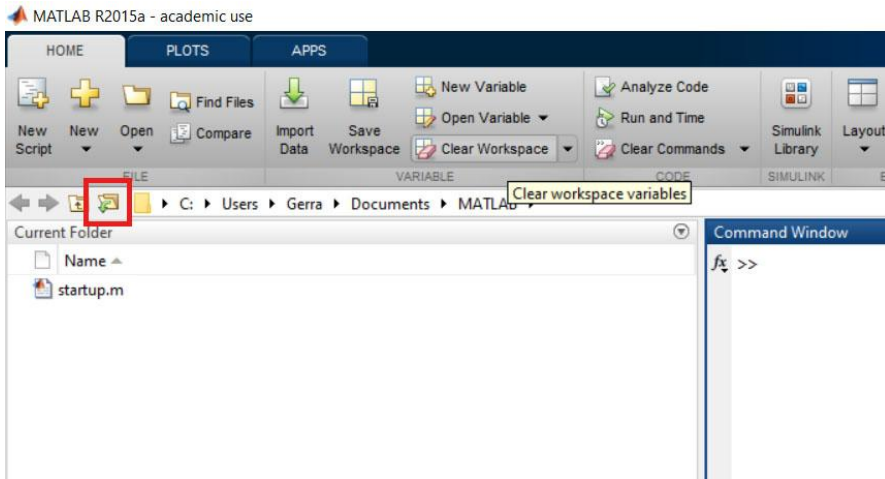 MATLAB R2015a - academic use
HOME PLOTS APPS
New Script
New
Open
Find Files
Compare
Import Data
Save Workspace
New Variable
Open Variable
Clear Workspace
Analyze Code
Run and Time
Clear Commands
Simulink Library
Layout
FILE VARIABLE CODE SIMULINK
Clear workspace variables
C: Users Gerra Documents MATLAB
Current Folder
Command Window
Name
fx >>
startup.m